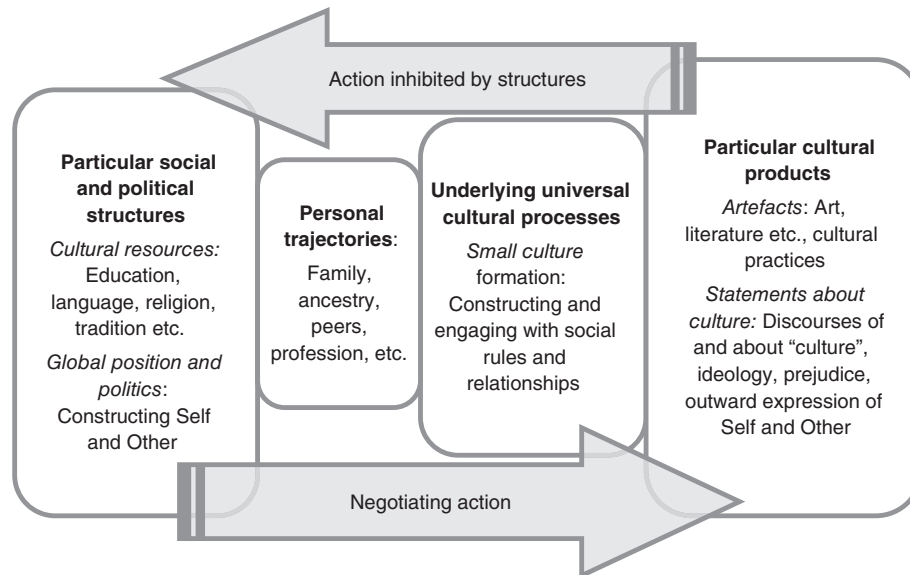 Action inhibited by structures
Particular social
and political
structures
Cultural resources:
Education,
language, religion,
tradition etc.
Global position and
politics:
Constructing Self
and Other
Personal
trajectories:
Family,
ancestry,
peers,
profession, etc.
Underlying universal
cultural processes
Small culture
formation:
Constructing and
engaging with social
rules and
relationships
Particular cultural
products
Artefacts: Art,
literature etc., cultural
practices
Statements about
culture: Discourses of
and about “culture”,
ideology, prejudice,
outward expression of
Self and Other
Negotiating action